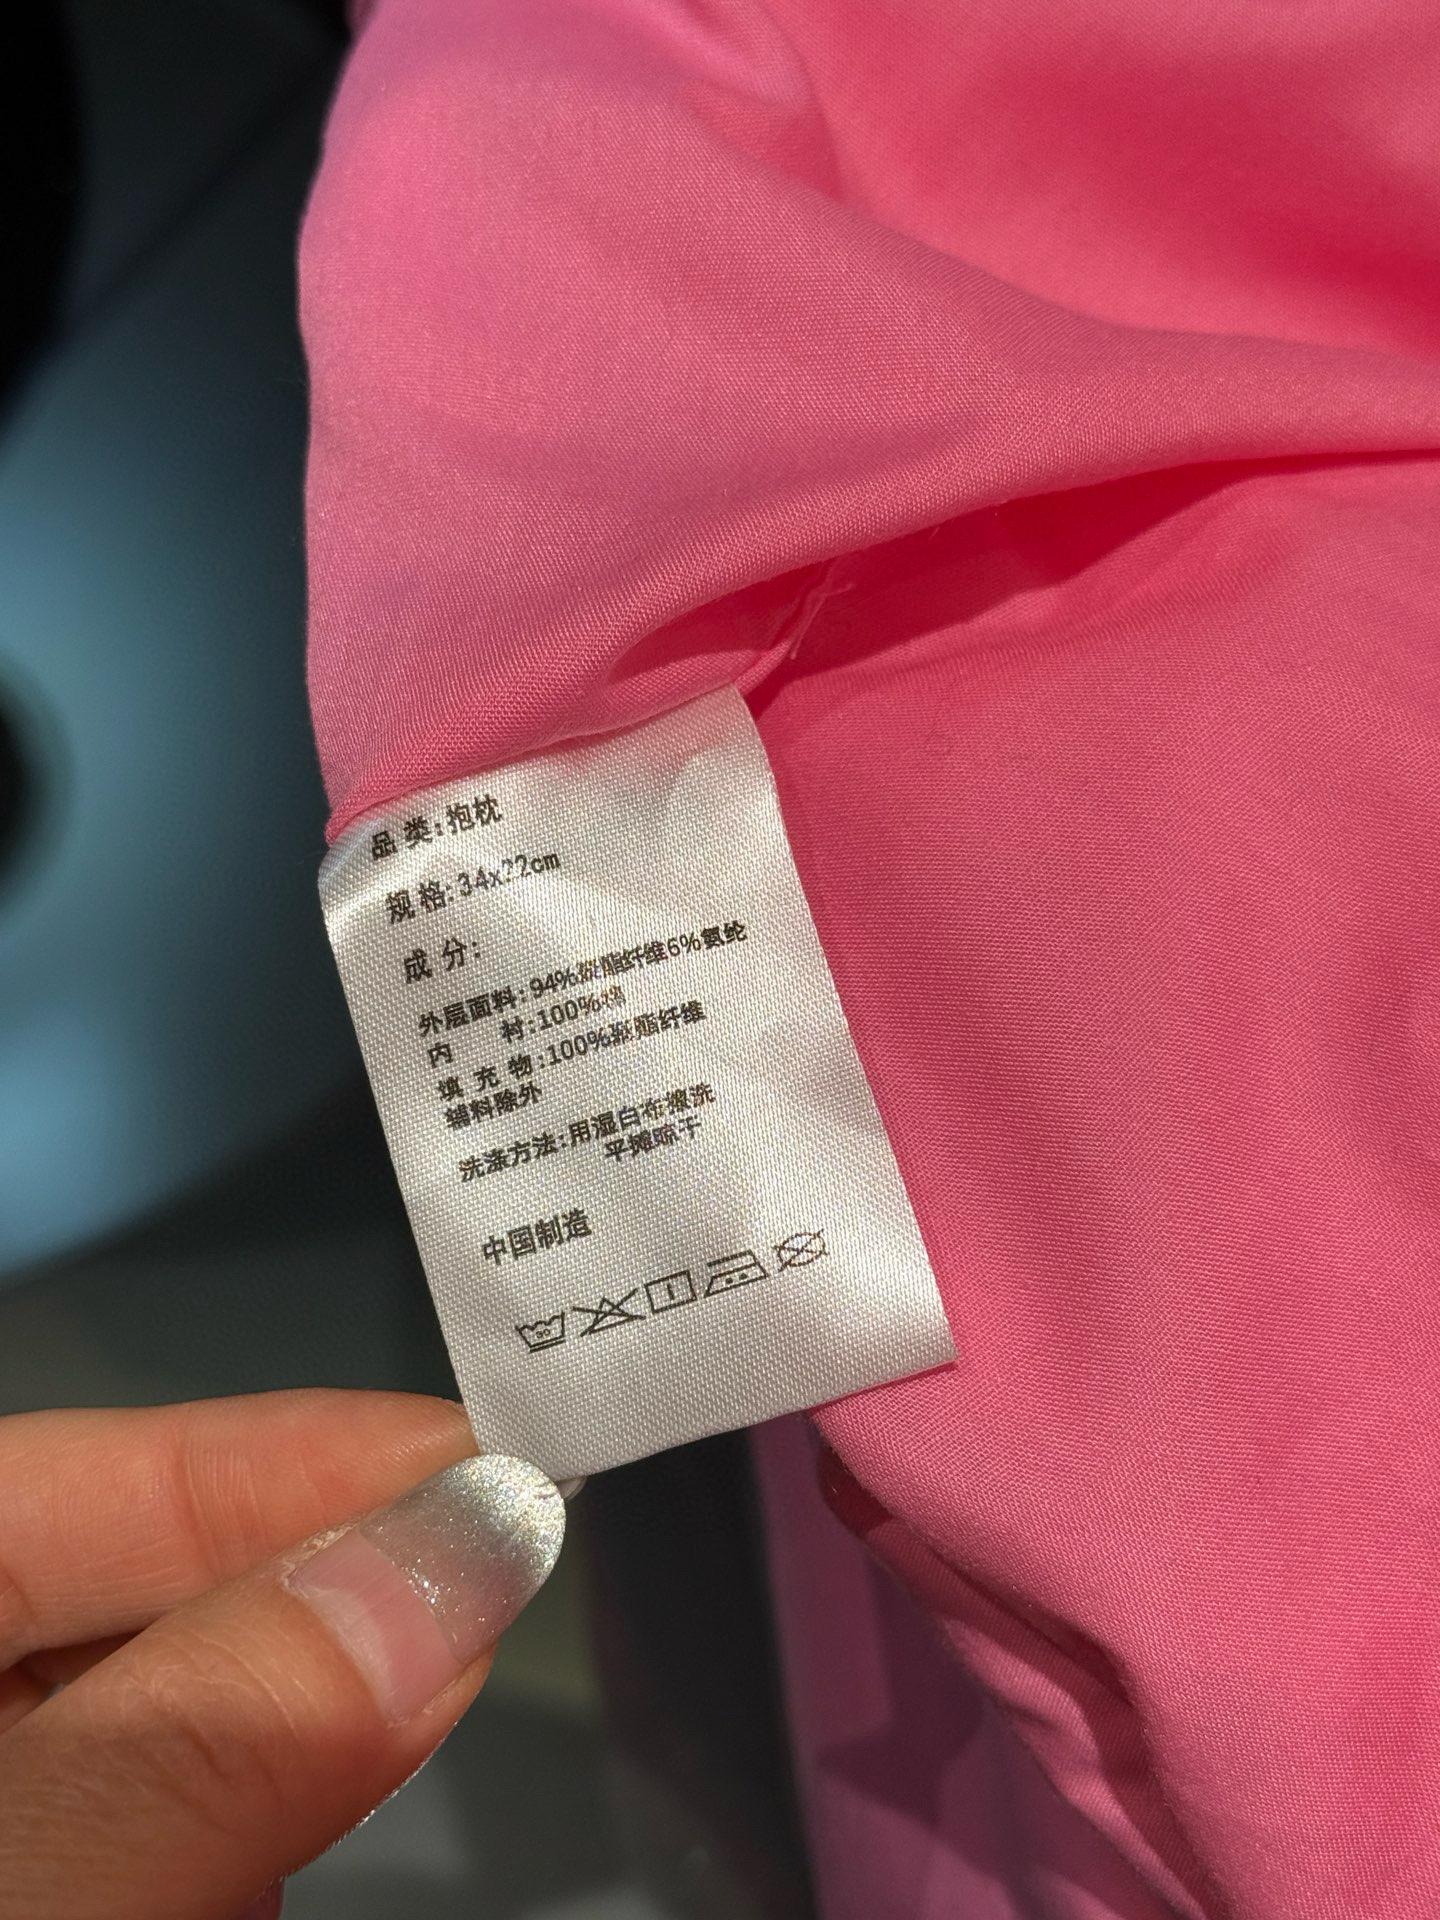 品类:抱枕
规格:34x22cm
成分:
外层面料:94%聚酯纤维6%氨纶
内 衬:100%棉
填充物:100%聚酯纤维
辅料除外
洗涤方法:用湿白布擦洗
平摊晾干
中国制造